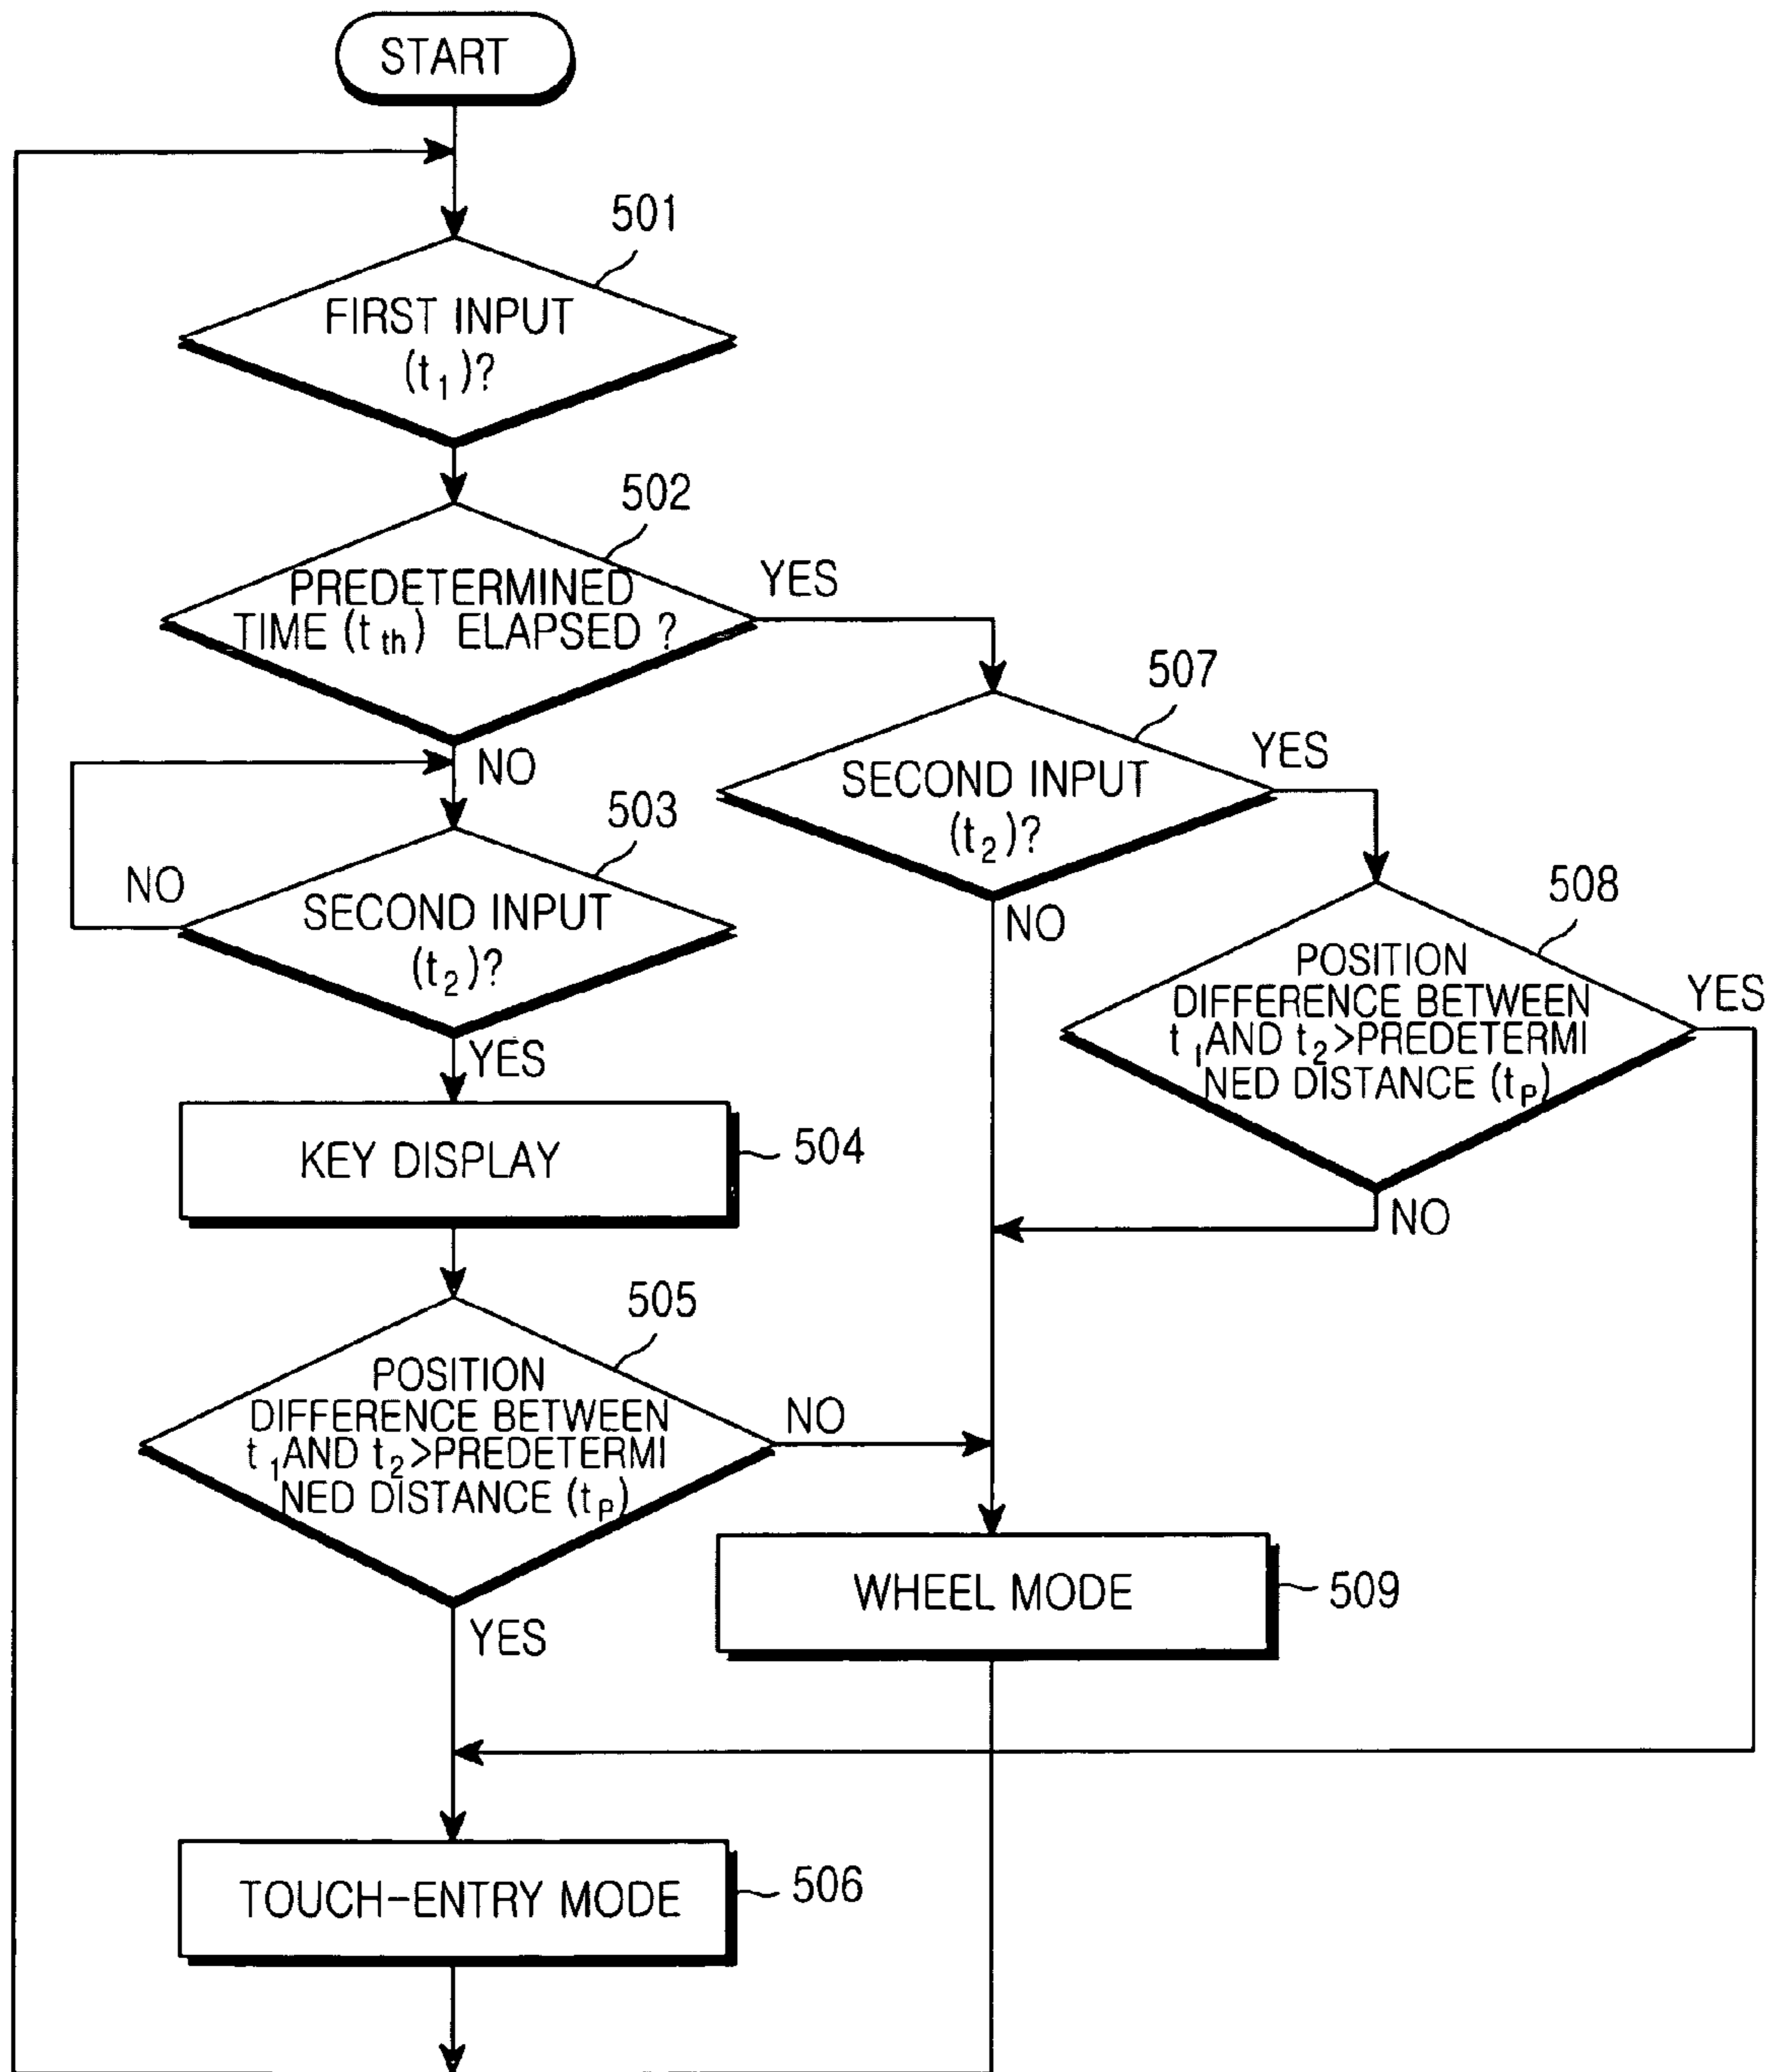 START
501
FIRST INPUT
(t1)?
502
PREDETERMINED
TIME (tth) ELAPSED ?
YES
NO
507
SECOND INPUT
(t2)?
YES
NO
503
SECOND INPUT
(t2)?
NO
YES
508
POSITION
DIFFERENCE BETWEEN
t1AND t2>PREDETERMI
NED DISTANCE (tP)
YES
NO
KEY DISPLAY
504
505
POSITION
DIFFERENCE BETWEEN
t1AND t2>PREDETERMI
NED DISTANCE (tP)
NO
YES
WHEEL MODE
509
TOUCH-ENTRY MODE
506